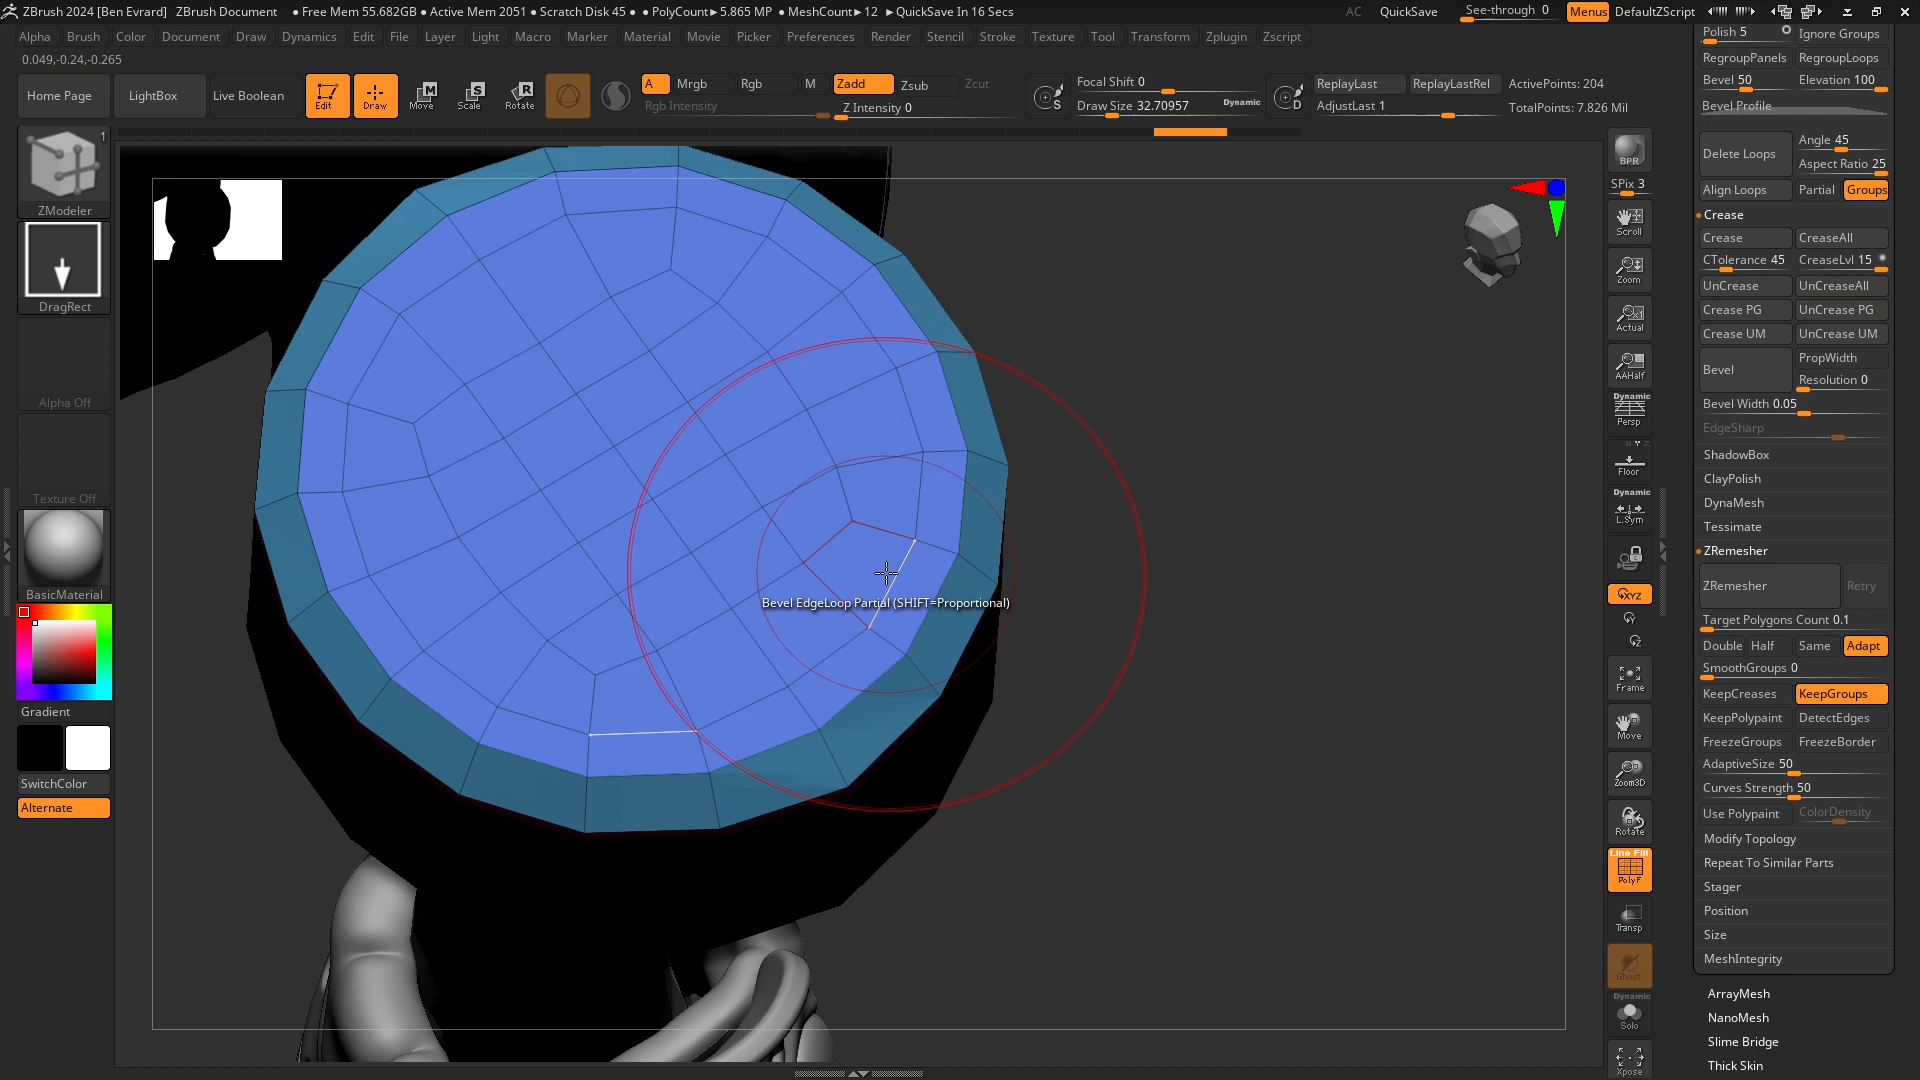 ZBrush 2024 [Ben Evrard] ZBrush Document ● Free Mem 55.682GB ● Active Mem 2051 ● Scratch Disk 45 ● ▸ PolyCount▸ 5.865 MP ● MeshCount▸ 12 ▸ QuickSave In 16 Secs AC QuickSave See-through 0 Menus DefaultZScript
Alpha Brush Color Document Draw Dynamics Edit File Layer Light Macro Marker Material Movie Picker Preferences Render Stencil Stroke Texture Tool Transform Zplugin Zscript
0.049,-0.24,-0.265
Home Page LightBox Live Boolean Edit Draw Move Scale Rotate
A Mrgb Rgb M Zadd Zsub Zcut
Rgb Intensity Z Intensity 0
S Focal Shift 0
Draw Size 32.70957 Dynamic
D ReplayLast ReplayLastRel
AdjustLast 1
ActivePoints: 204
TotalPoints: 7.826 Mil
1
ZModeler
DragRect
Alpha Off
Texture Off
BasicMaterial
Gradient
SwitchColor
Alternate
Bevel EdgeLoop Partial (SHIFT=Proportional)
BPR
SPix 3
Scroll
Zoom
Actual
AAHalf
Dynamic
Persp
Floor
Dynamic
L.Sym
XYZ
Y
Z
Frame
Move
Zoom3D
Rotate
Line Fill
PolyF
Transp
Ghost
Dynamic
Solo
Xpose
Polish 5 Ignore Groups
RegroupPanels RegroupLoops
Bevel 50 Elevation 100
Bevel Profile
Delete Loops Angle 45
Aspect Ratio 25
Align Loops Partial Groups
Crease
Crease CreaseAll
CTolerance 45 CreaseLvl 15
UnCrease UnCreaseAll
Crease PG UnCrease PG
Crease UM UnCrease UM
Bevel PropWidth
Resolution 0
Bevel Width 0.05
EdgeSharp
ShadowBox
ClayPolish
DynaMesh
Tessimate
ZRemesher
ZRemesher Retry
Target Polygons Count 0.1
Double Half Same Adapt
SmoothGroups 0
KeepCreases KeepGroups
KeepPolypaint DetectEdges
FreezeGroups FreezeBorder
AdaptiveSize 50
Curves Strength 50
Use Polypaint ColorDensity
Modify Topology
Repeat To Similar Parts
Stager
Position
Size
MeshIntegrity
ArrayMesh
NanoMesh
Slime Bridge
Thick Skin